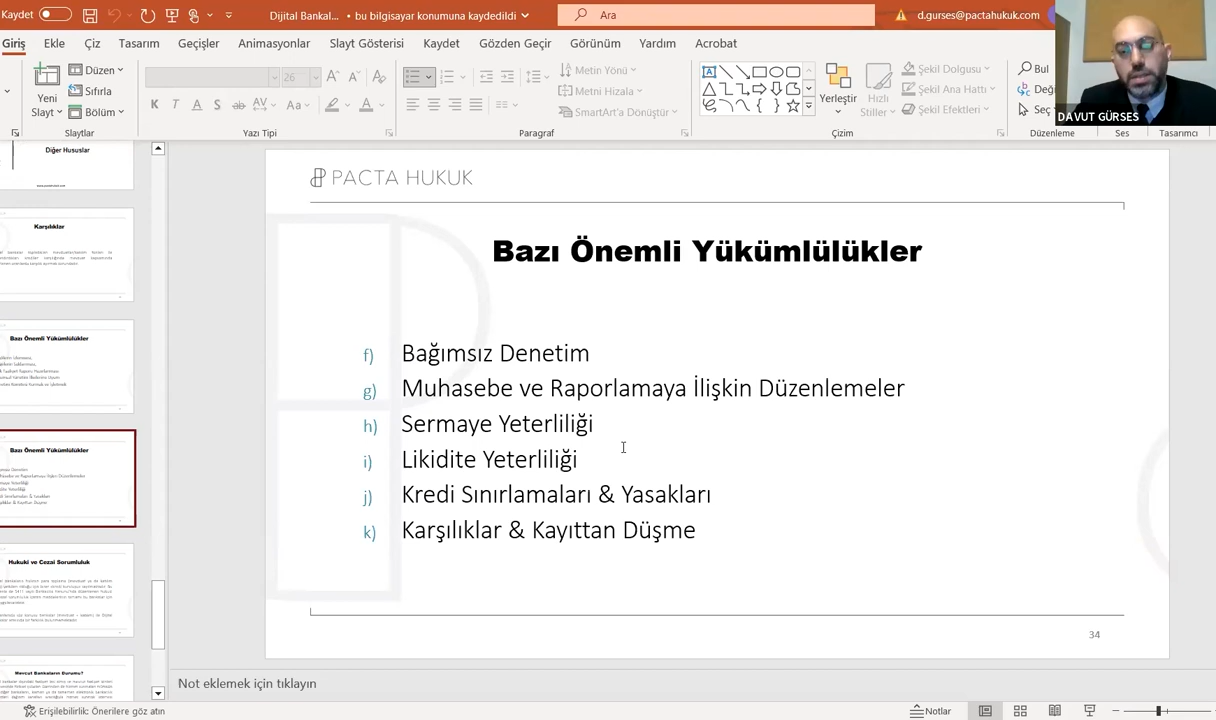 Kaydet
Dijital Bankal... • bu bilgisayar konumuna kaydedildi
Ara
d.gurses@pactahukuk.com
Giriş Ekle Çiz Tasarım Geçişler Animasyonlar Slayt Gösterisi Kaydet Gözden Geçir Görünüm Yardım Acrobat
Yeni
Slayt
Düzen
Sıfırla
Bölüm
26
Metin Yönü
Metni Hizala
SmartArt'a Dönüştür
Yerleştir
Hızlı
Stiller
Şekil Dolgusu
Şekil Ana Hattı
Şekil Efektleri
Bul
Seç
DAVUT GÜRSES
Slaytlar Yazı Tipi Paragraf Çizim Düzenleme Ses Tasarımcı
Diğer Hususlar
Karşılıklar
Bazı Önemli Yükümlülükler
Bazı Önemli Yükümlülükler
Hukuki ve Cezai Sorumluluk
Mevcut Bankaların Durumu?
PACTA HUKUK
Bazı Önemli Yükümlülükler
f) Bağımsız Denetim
g) Muhasebe ve Raporlamaya İlişkin Düzenlemeler
h) Sermaye Yeterliliği
i) Likidite Yeterliliği
j) Kredi Sınırlamaları & Yasakları
k) Karşılıklar & Kayıttan Düşme
34
Not eklemek için tıklayın
Erişilebilirlik: Önerilere göz atın
Notlar